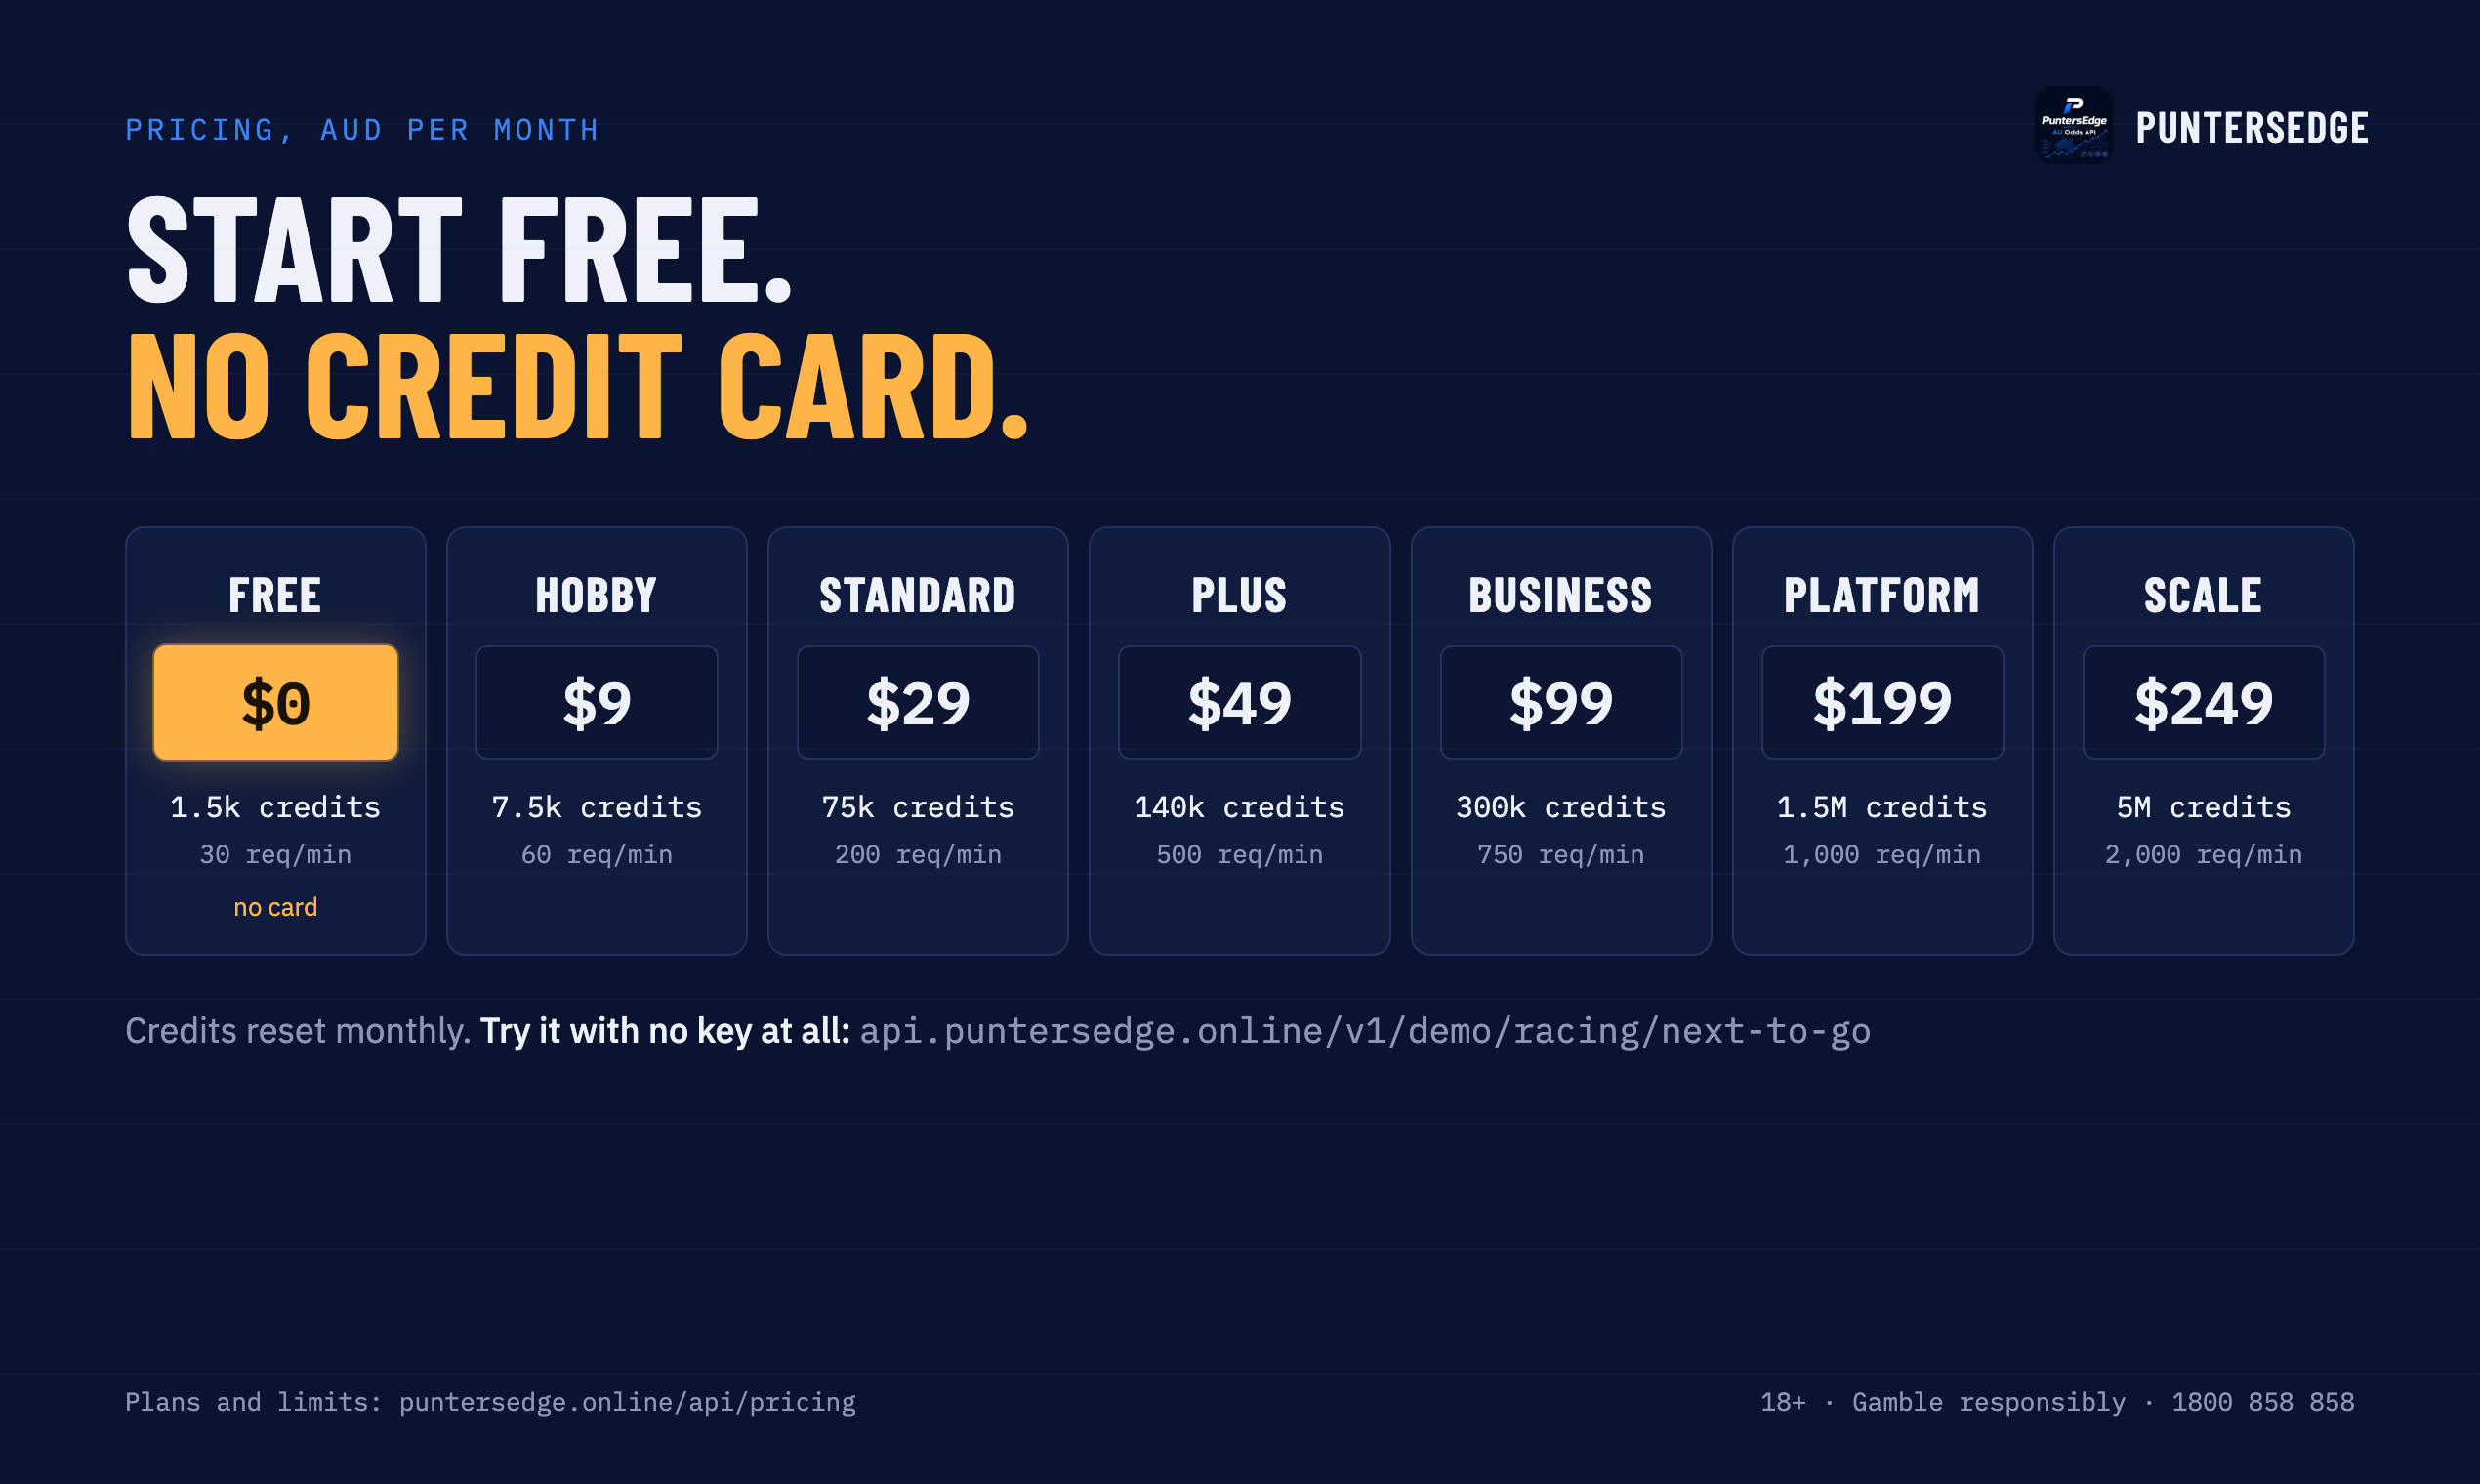 PRICING, AUD PER MONTH
PuntersEdge
AU Odds API
PUNTERSEDGE
START FREE.
NO CREDIT CARD.
FREE
$0
1.5k credits
30 req/min
no card
HOBBY
$9
7.5k credits
60 req/min
STANDARD
$29
75k credits
200 req/min
PLUS
$49
140k credits
500 req/min
BUSINESS
$99
300k credits
750 req/min
PLATFORM
$199
1.5M credits
1,000 req/min
SCALE
$249
5M credits
2,000 req/min
Credits reset monthly. Try it with no key at all: api.puntersedge.online/v1/demo/racing/next-to-go
Plans and limits: puntersedge.online/api/pricing
18+ · Gamble responsibly · 1800 858 858